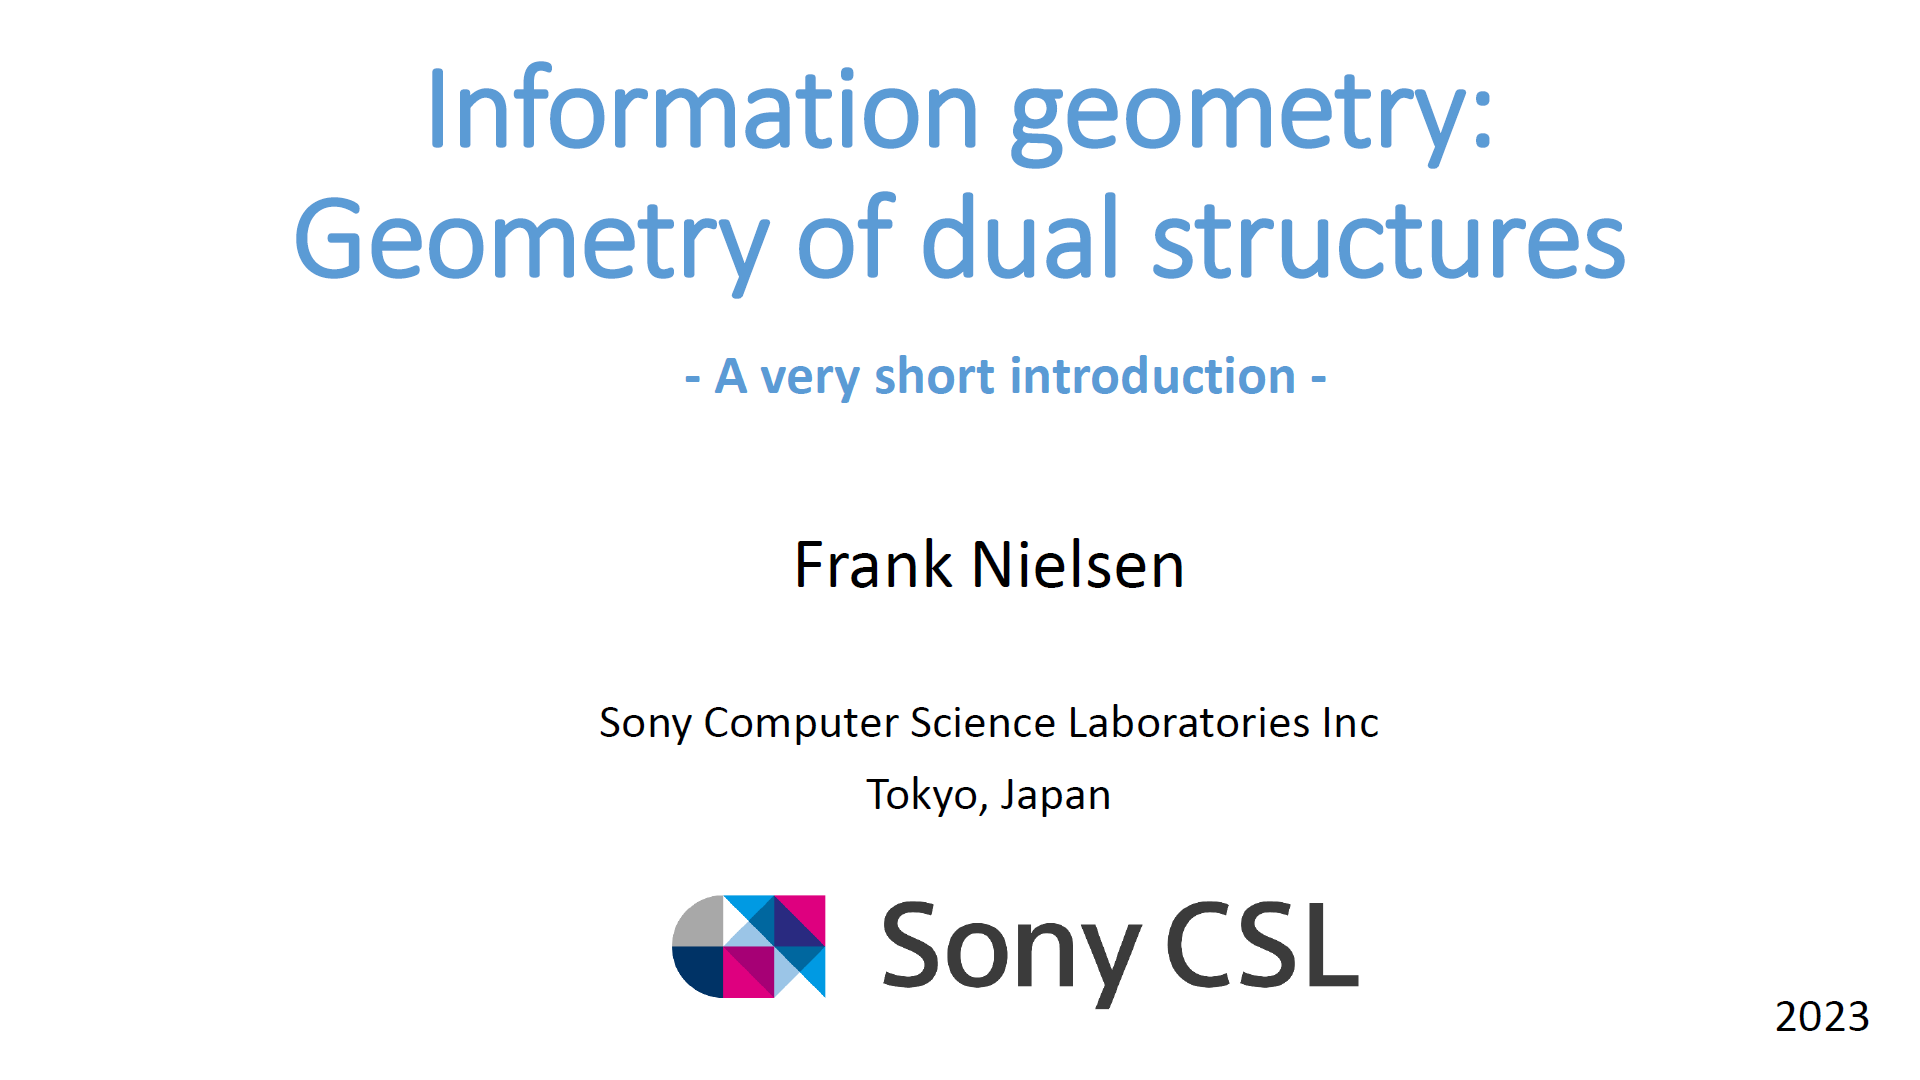 Information geometry:
Geometry of dual structures
- A very short introduction -
Frank Nielsen
Sony Computer Science Laboratories Inc
Tokyo, Japan
Sony CSL
2023